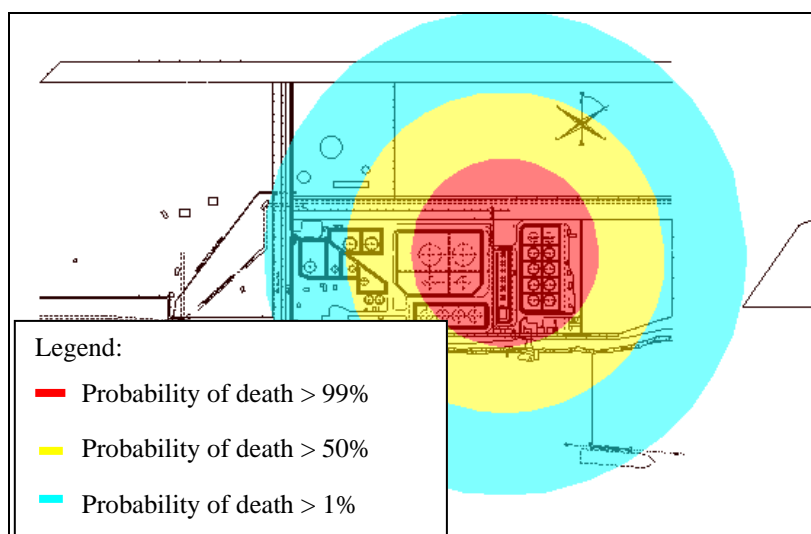 Legend:
Probability of death > 99%
Probability of death > 50%
Probability of death > 1%